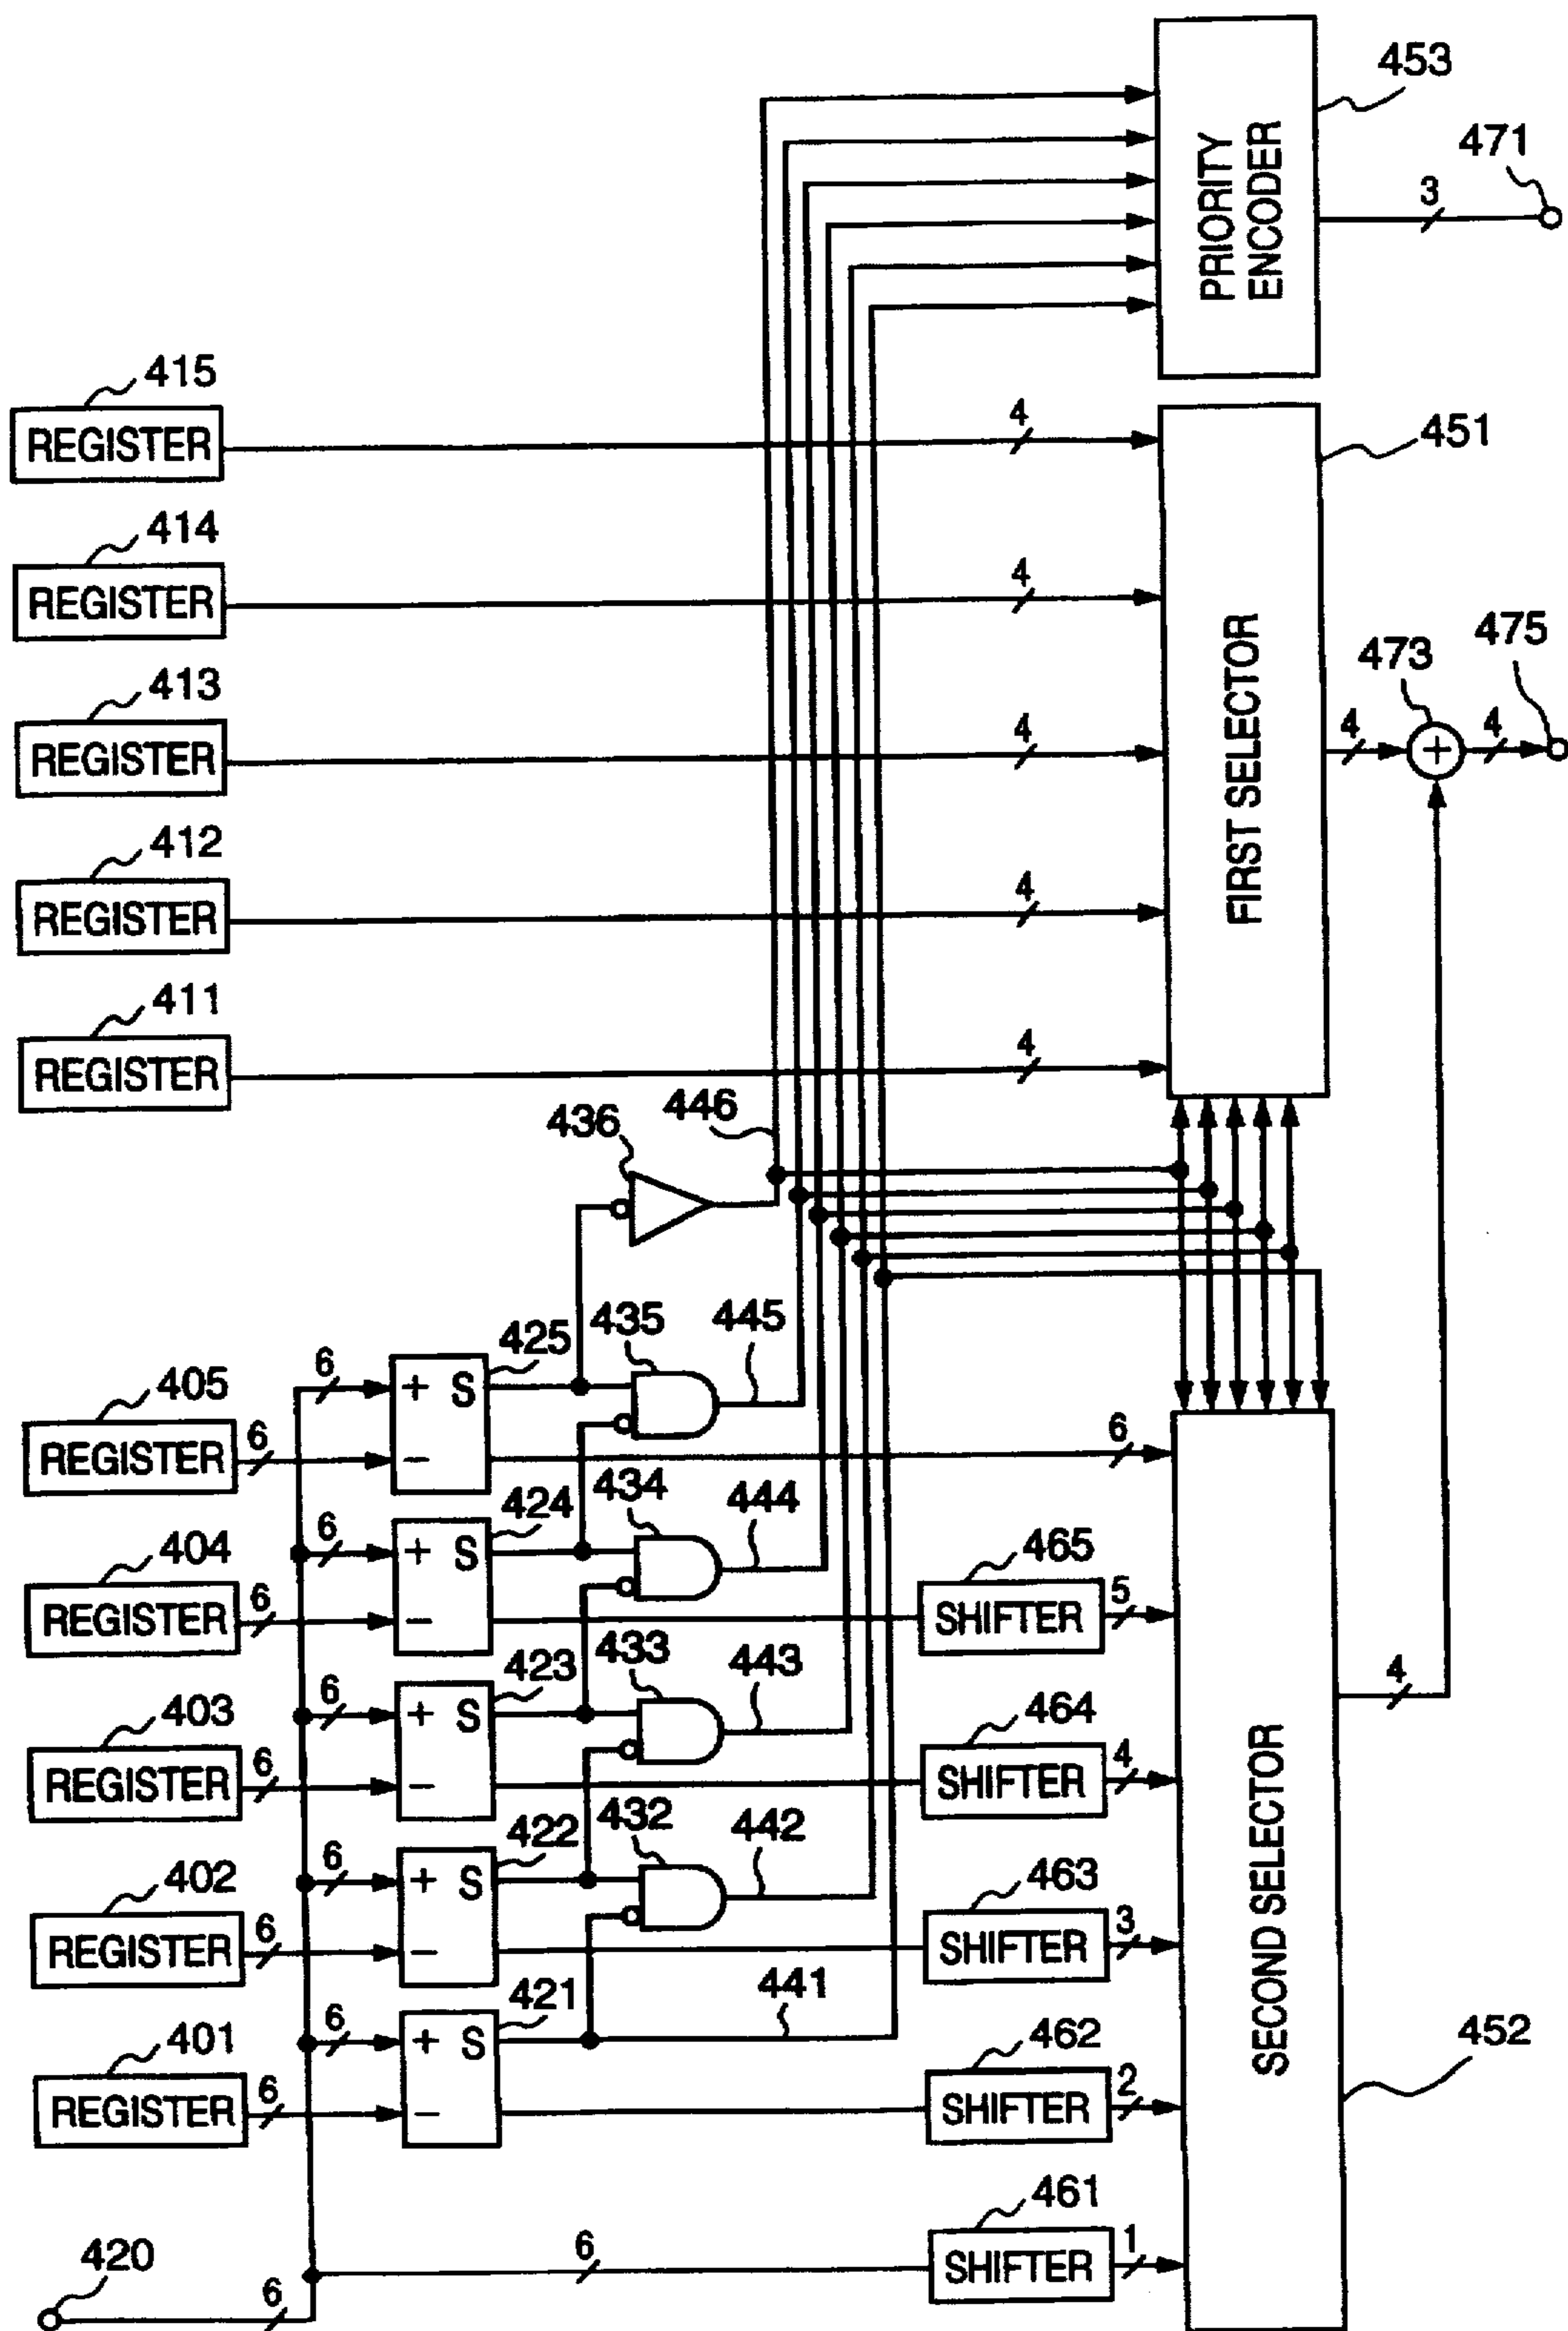 453
PRIORITY
ENCODER
3
471
415
REGISTER
4
451
414
REGISTER
4
FIRST SELECTOR
473
475
4
4
413
REGISTER
4
412
REGISTER
4
411
REGISTER
4
436
446
425
435
445
6
+ S
−
405
REGISTER
6
6
424
434
444
6
+ S
−
404
REGISTER
6
465
SHIFTER
5
423
433
443
6
+ S
−
403
REGISTER
6
464
SHIFTER
4
4
422
432
442
6
+ S
−
402
REGISTER
6
463
SHIFTER
3
SECOND SELECTOR
452
421
441
6
+ S
−
401
REGISTER
6
462
SHIFTER
2
461
SHIFTER
1
420
6
6
+